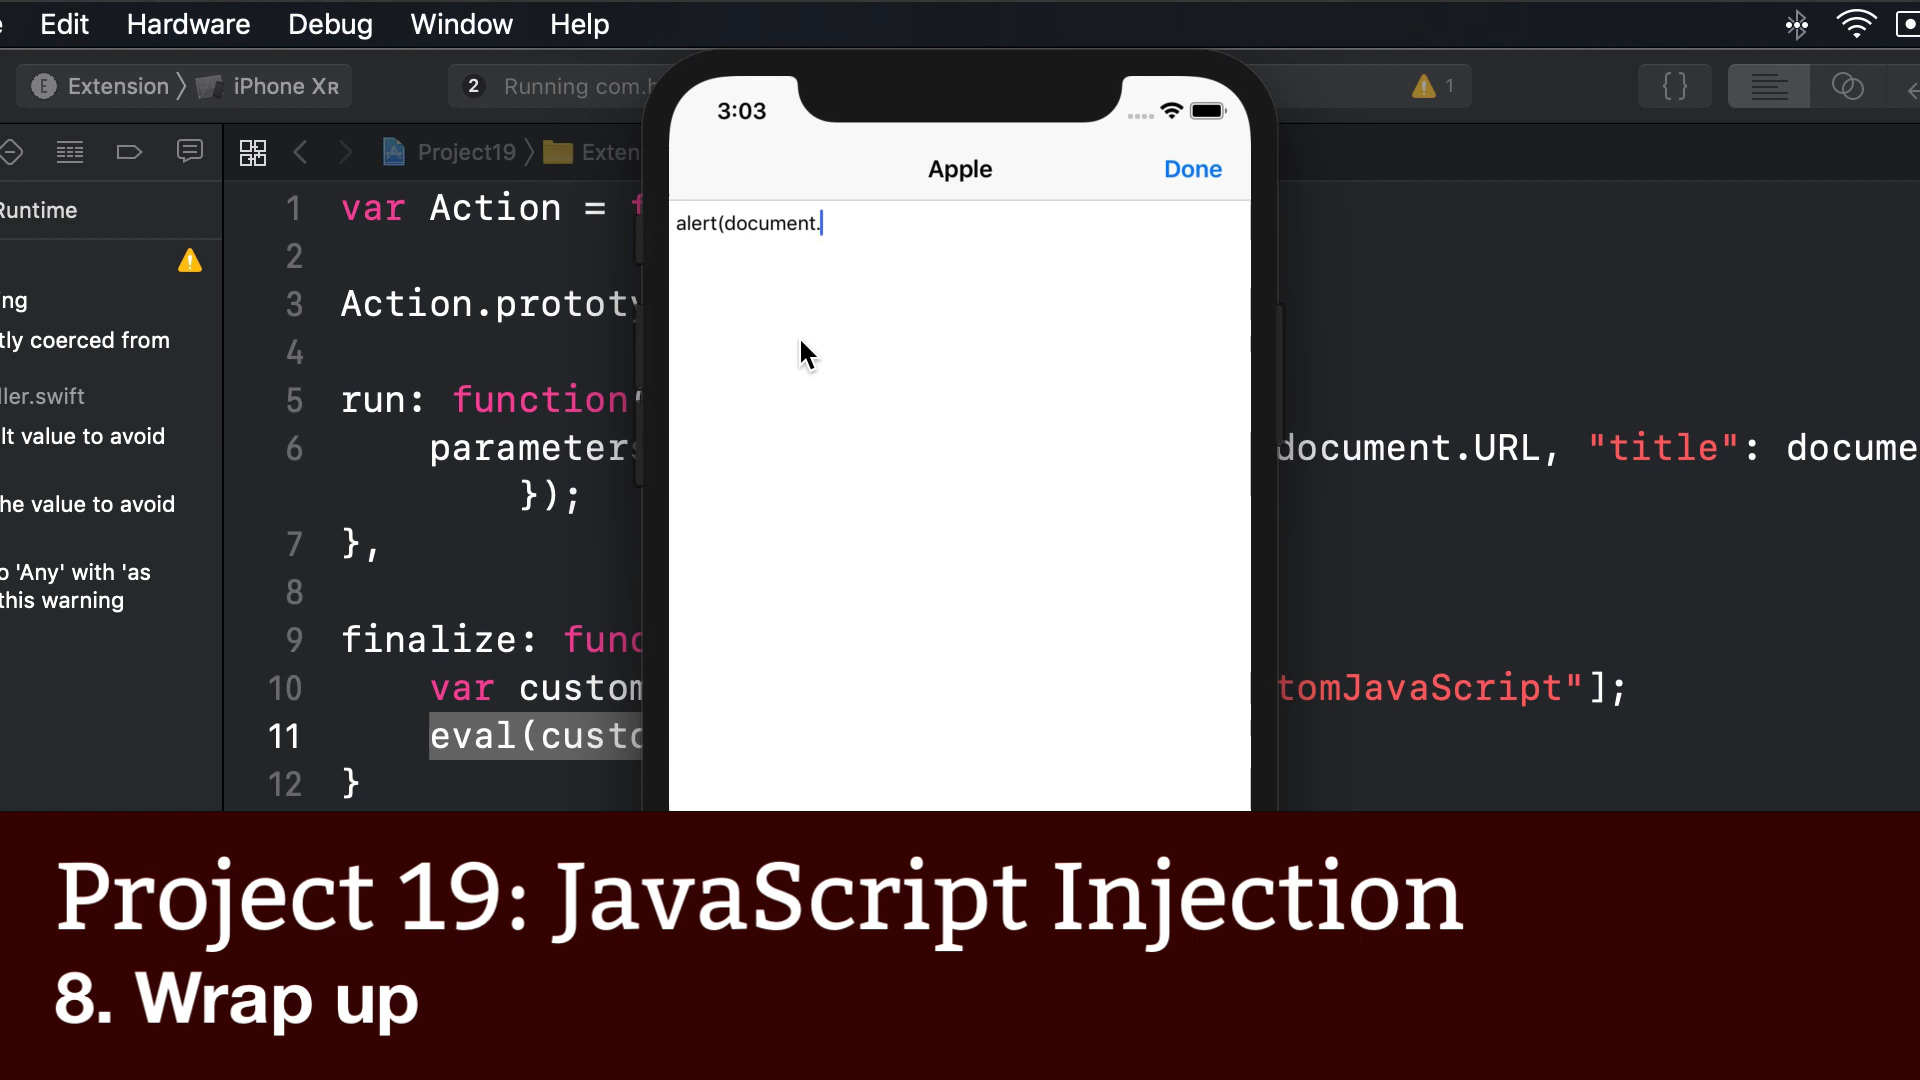 Edit Hardware Debug Window Help
E Extension iPhone XR 2 Running com. 1 {}
3:03
Project19 Exten
Apple Done
Runtime
alert(document.
1 var Action =
2
3 Action.prototy
4
5 run: function
6 parameters document.URL, "title": docume
});
7 },
8
9 finalize: func
10 var custom tomJavaScript"];
11 eval(custo
12 }
ng
tly coerced from
ller.swift
lt value to avoid
he value to avoid
o 'Any' with 'as
this warning
Project 19: JavaScript Injection
8. Wrap up